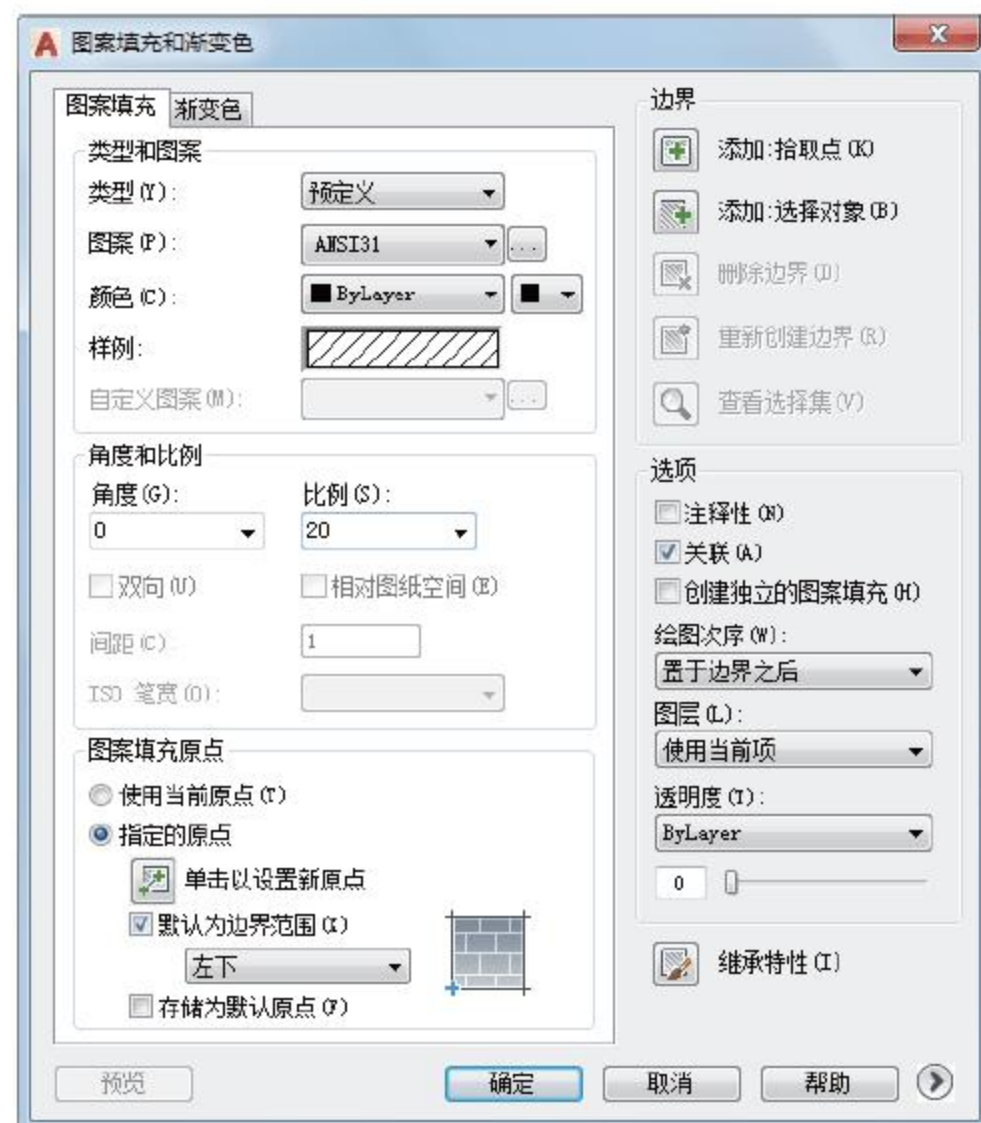 图案填充和渐变色
图案填充
渐变色
类型和图案
类型(Y):
预定义
图案(P):
ANSI31
...
颜色(C):
ByLayer
样例:
自定义图案(M):
...
角度和比例
角度(G):
比例(S):
0
20
双向(U)
相对图纸空间(E)
间距(C)
1
ISO 笔宽(O):
图案填充原点
使用当前原点(T)
指定的原点
单击以设置新原点
默认为边界范围(X)
左下
存储为默认原点(F)
边界
添加:拾取点(K)
添加:选择对象(B)
删除边界(D)
重新创建边界(R)
查看选择集(V)
选项
注释性(N)
关联(A)
创建独立的图案填充(H)
绘图次序(W):
置于边界之后
图层(L):
使用当前项
透明度(T):
ByLayer
0
继承特性(I)
预览
确定
取消
帮助